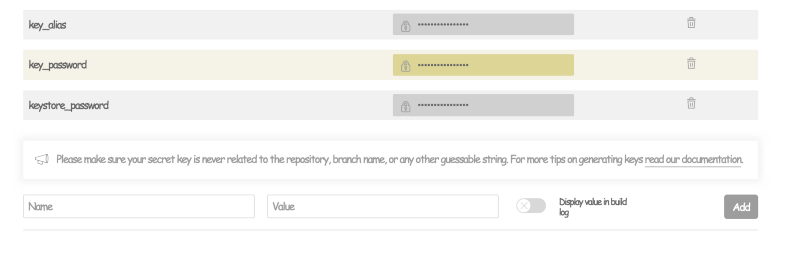 key_alias ••••••••••••••••
key_password ••••••••••••••••
keystore_password ••••••••••••••••
Please make sure your secret key is never related to the repository, branch name, or any other guessable string. For more tips on generating keys read our documentation.
Name Value Display value in build Add
log